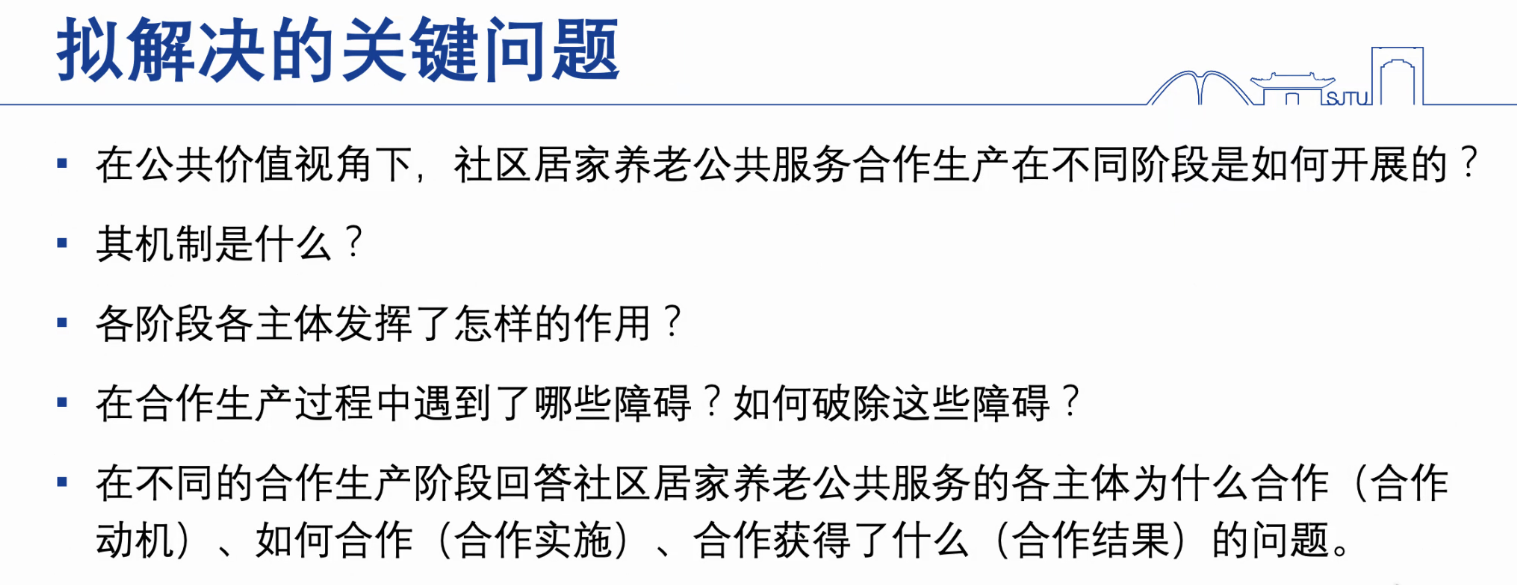 拟解决的关键问题
SJTU
▪ 在公共价值视角下，社区居家养老公共服务合作生产在不同阶段是如何开展的？
▪ 其机制是什么？
▪ 各阶段各主体发挥了怎样的作用？
▪ 在合作生产过程中遇到了哪些障碍？如何破除这些障碍？
▪ 在不同的合作生产阶段回答社区居家养老公共服务的各主体为什么合作（合作
动机）、如何合作（合作实施）、合作获得了什么（合作结果）的问题。